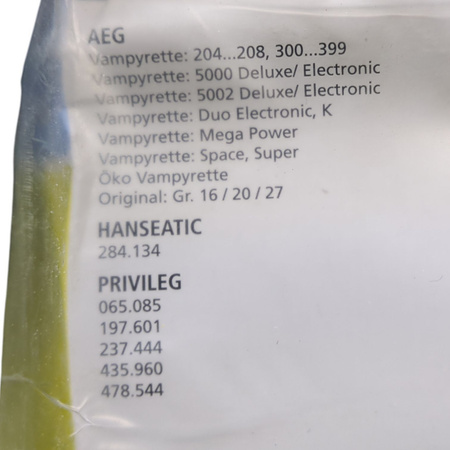 AEG
Vampyrette: 204...208, 300...399
Vampyrette: 5000 Deluxe/ Electronic
Vampyrette: 5002 Deluxe/ Electronic
Vampyrette: Duo Electronic, K
Vampyrette: Mega Power
Vampyrette: Space, Super
Öko Vampyrette
Original: Gr. 16 / 20 / 27
HANSEATIC
284.134
PRIVILEG
065.085
197.601
237.444
435.960
478.544